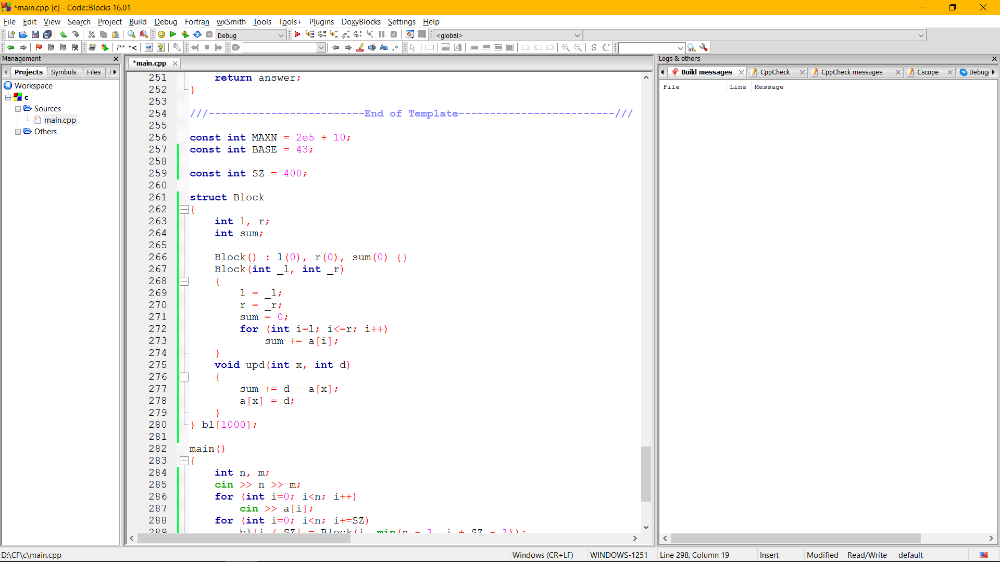 *main.cpp [c] - Code::Blocks 16.01
File Edit View Search Project Build Debug Fortran wxSmith Tools Tools+ Plugins DoxyBlocks Settings Help
Debug <global>
/** *< Aa .* S C
Management
Projects Symbols Files
Workspace
c
Sources
main.cpp
Others
*main.cpp
251 return answer;
252 }
253
254 ///-------------------------End of Template-------------------------///
255
256 const int MAXN = 2e5 + 10;
257 const int BASE = 43;
258
259 const int SZ = 400;
260
261 struct Block
262 {
263 int l, r;
264 int sum;
265
266 Block() : l(0), r(0), sum(0) {}
267 Block(int _l, int _r)
268 {
269 l = _l;
270 r = _r;
271 sum = 0;
272 for (int i=l; i<=r; i++)
273 sum += a[i];
274 }
275 void upd(int x, int d)
276 {
277 sum += d - a[x];
278 a[x] = d;
279 }
280 } bl[1000];
281
282 main()
283 {
284 int n, m;
285 cin >> n >> m;
286 for (int i=0; i<n; i++)
287 cin >> a[i];
288 for (int i=0; i<n; i+=SZ)
289 bl[i / SZ] = Block(i, min(n - 1, i + SZ - 1));
Logs & others
Build messages CppCheck CppCheck messages Cscope Debugg
File Line Message
D:\CF\c\main.cpp Windows (CR+LF) WINDOWS-1251 Line 298, Column 19 Insert Modified Read/Write default